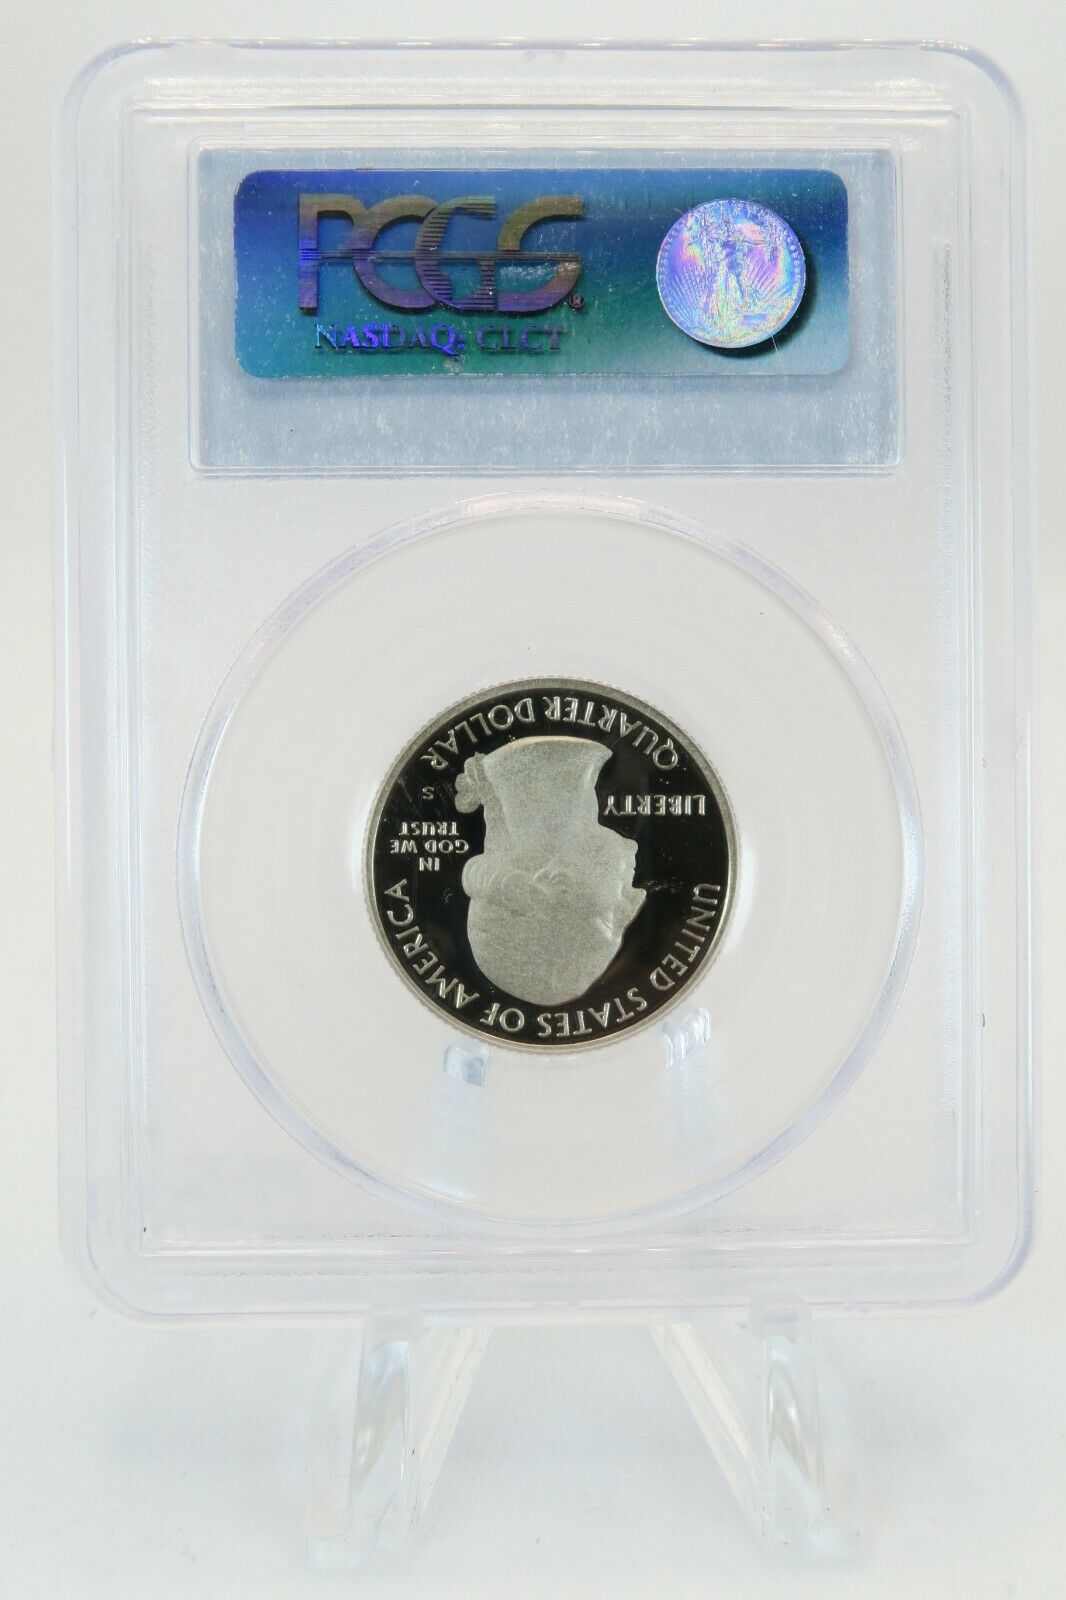 PCGS®
NASDAQ: CLCT
UNITED STATES OF AMERICA
LIBERTY
IN
GOD WE
TRUST
S
QUARTER DOLLAR